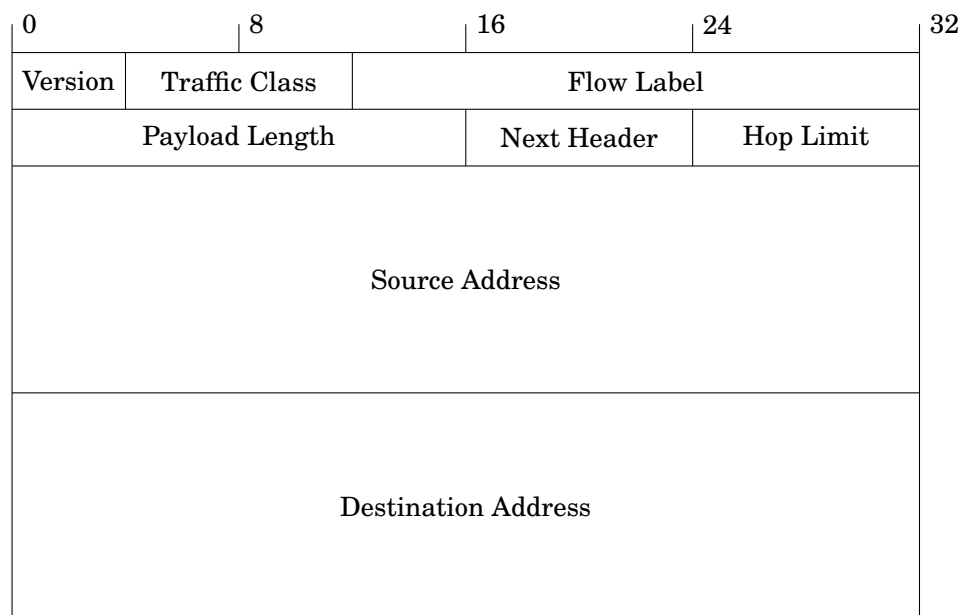 0 8 16 24 32
Version Traffic Class Flow Label
Payload Length Next Header Hop Limit
Source Address
Destination Address